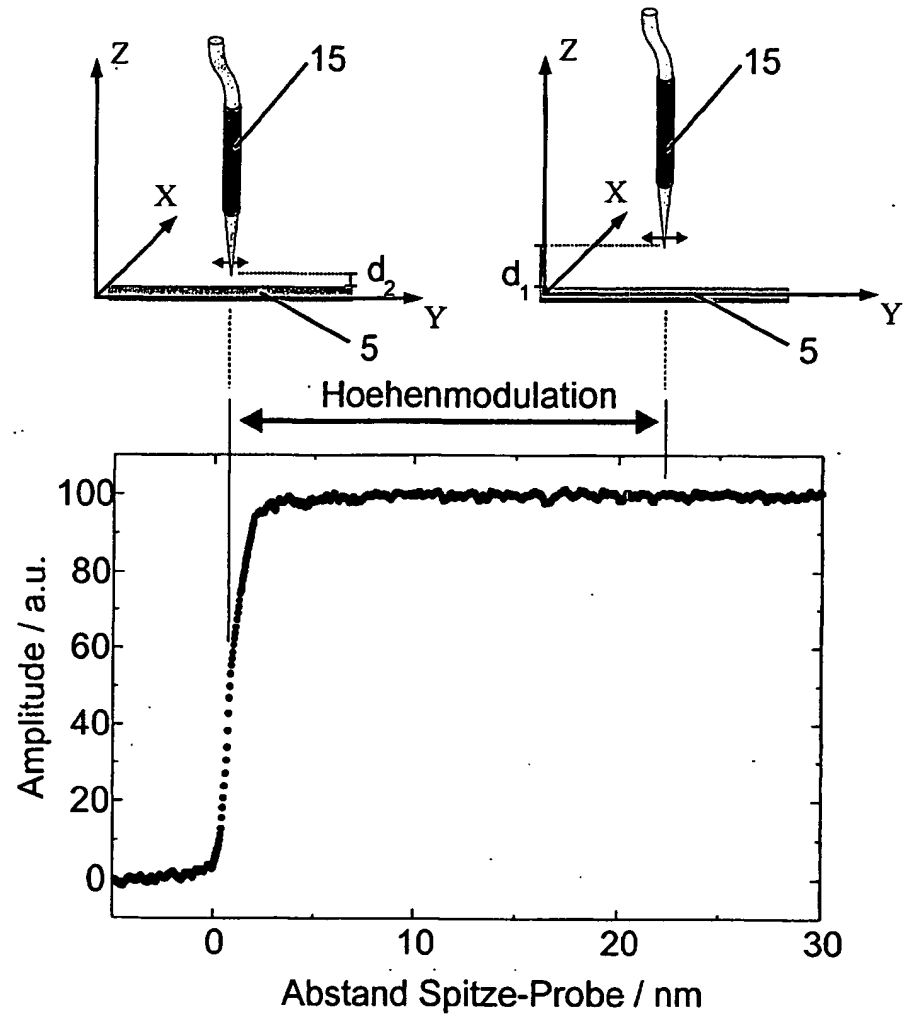 Z
15
X
d2
Y
5
Z
15
X
d1
Y
5
Hoehenmodulation
100
80
60
40
20
0
Amplitude / a.u.
0 10 20 30
Abstand Spitze-Probe / nm